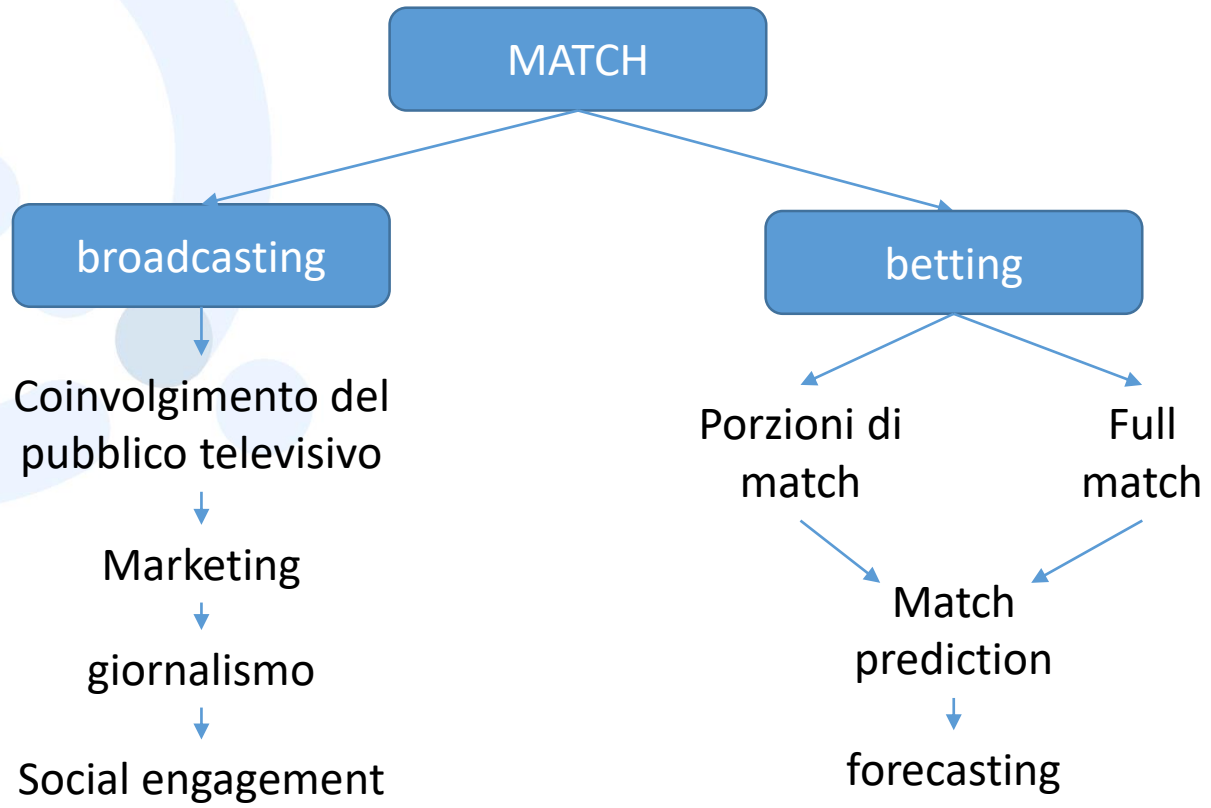 MATCH
broadcasting
betting
Coinvolgimento del
pubblico televisivo
Marketing
giornalismo
Social engagement
Porzioni di
match
Full
match
Match
prediction
forecasting